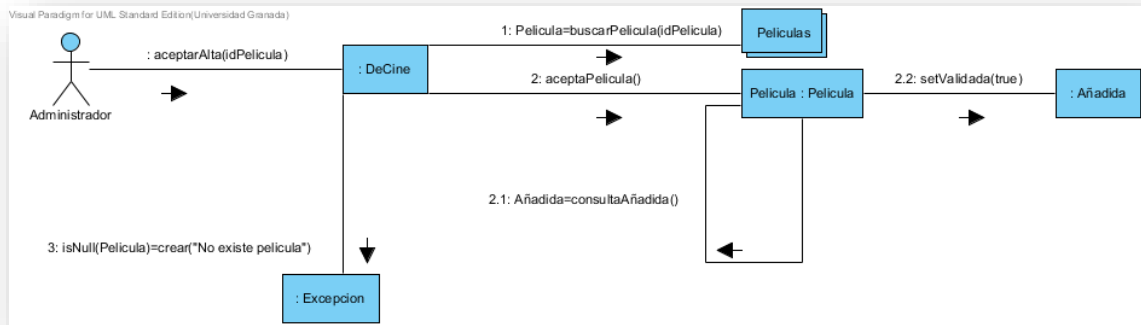 Visual Paradigm for UML Standard Edition(Universidad Granada)
1: Pelicula=buscarPelicula(idPelicula)
Peliculas
: aceptarAlta(idPelicula)
: DeCine
2: aceptaPelicula()
2.2: setValidada(true)
Pelicula : Pelicula
: Añadida
Administrador
2.1: Añadida=consultaAñadida()
3: isNull(Pelicula)=crear("No existe pelicula")
: Excepcion